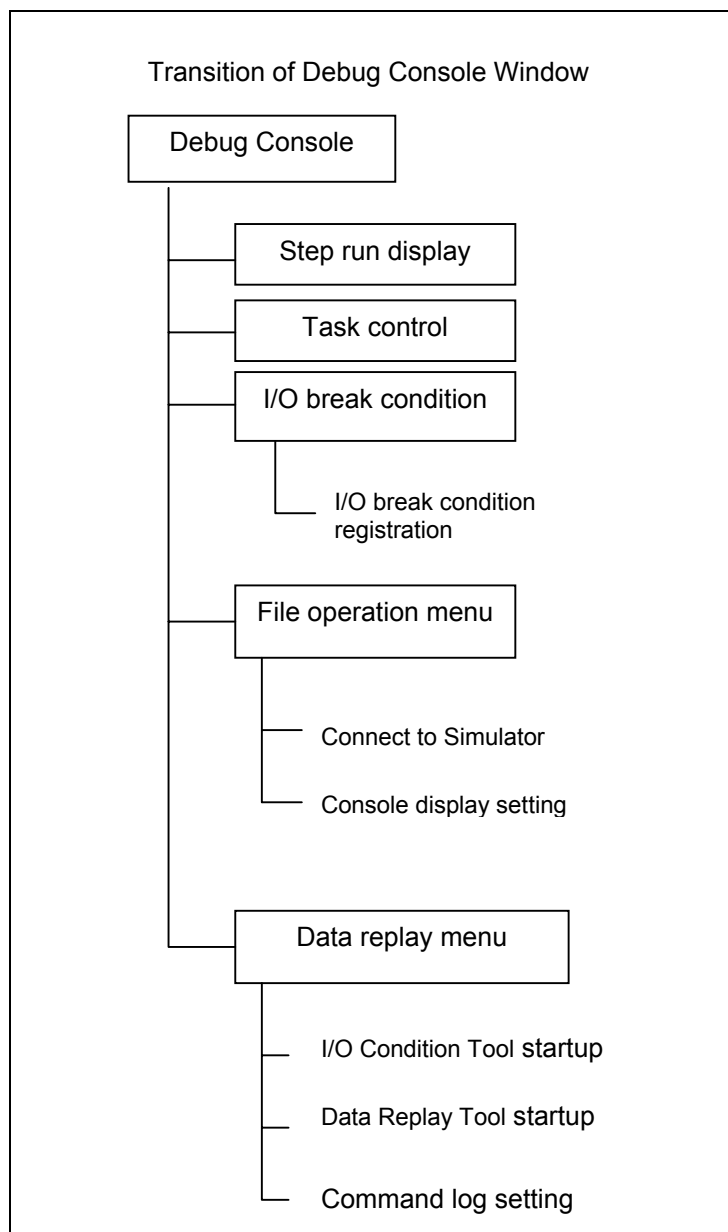 Transition of Debug Console Window
Debug Console
Step run display
Task control
I/O break condition
I/O break condition
registration
File operation menu
Connect to Simulator
Console display setting
Data replay menu
I/O Condition Tool startup
Data Replay Tool startup
Command log setting